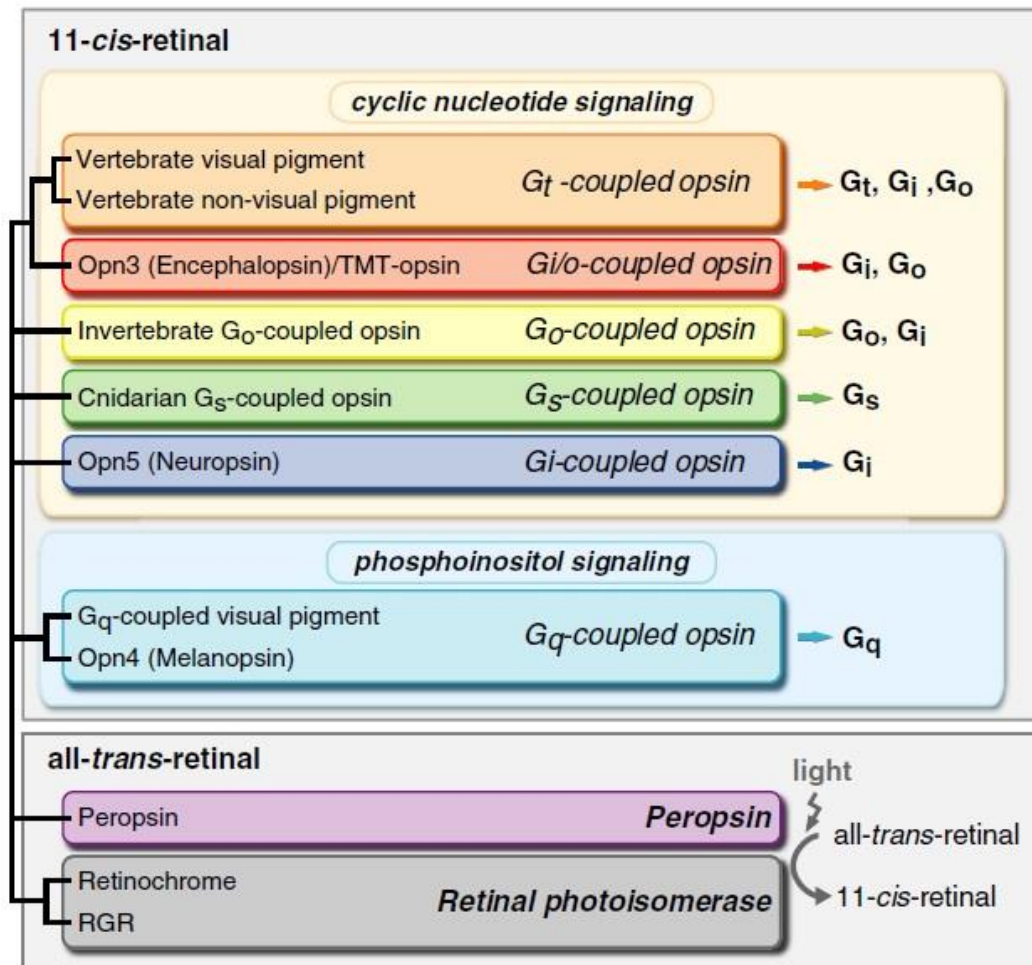 11-cis-retinal
cyclic nucleotide signaling
Vertebrate visual pigment
Vertebrate non-visual pigment
Gt -coupled opsin
Gt, Gi ,Go
Opn3 (Encephalopsin)/TMT-opsin
Gi/o-coupled opsin
Gi, Go
Invertebrate Go-coupled opsin
Go-coupled opsin
Go, Gi
Cnidarian Gs-coupled opsin
Gs-coupled opsin
Gs
Opn5 (Neuropsin)
Gi-coupled opsin
Gi
phosphoinositol signaling
Gq-coupled visual pigment
Opn4 (Melanopsin)
Gq-coupled opsin
Gq
all-trans-retinal
light
Peropsin
Peropsin
all-trans-retinal
Retinochrome
RGR
Retinal photoisomerase
11-cis-retinal